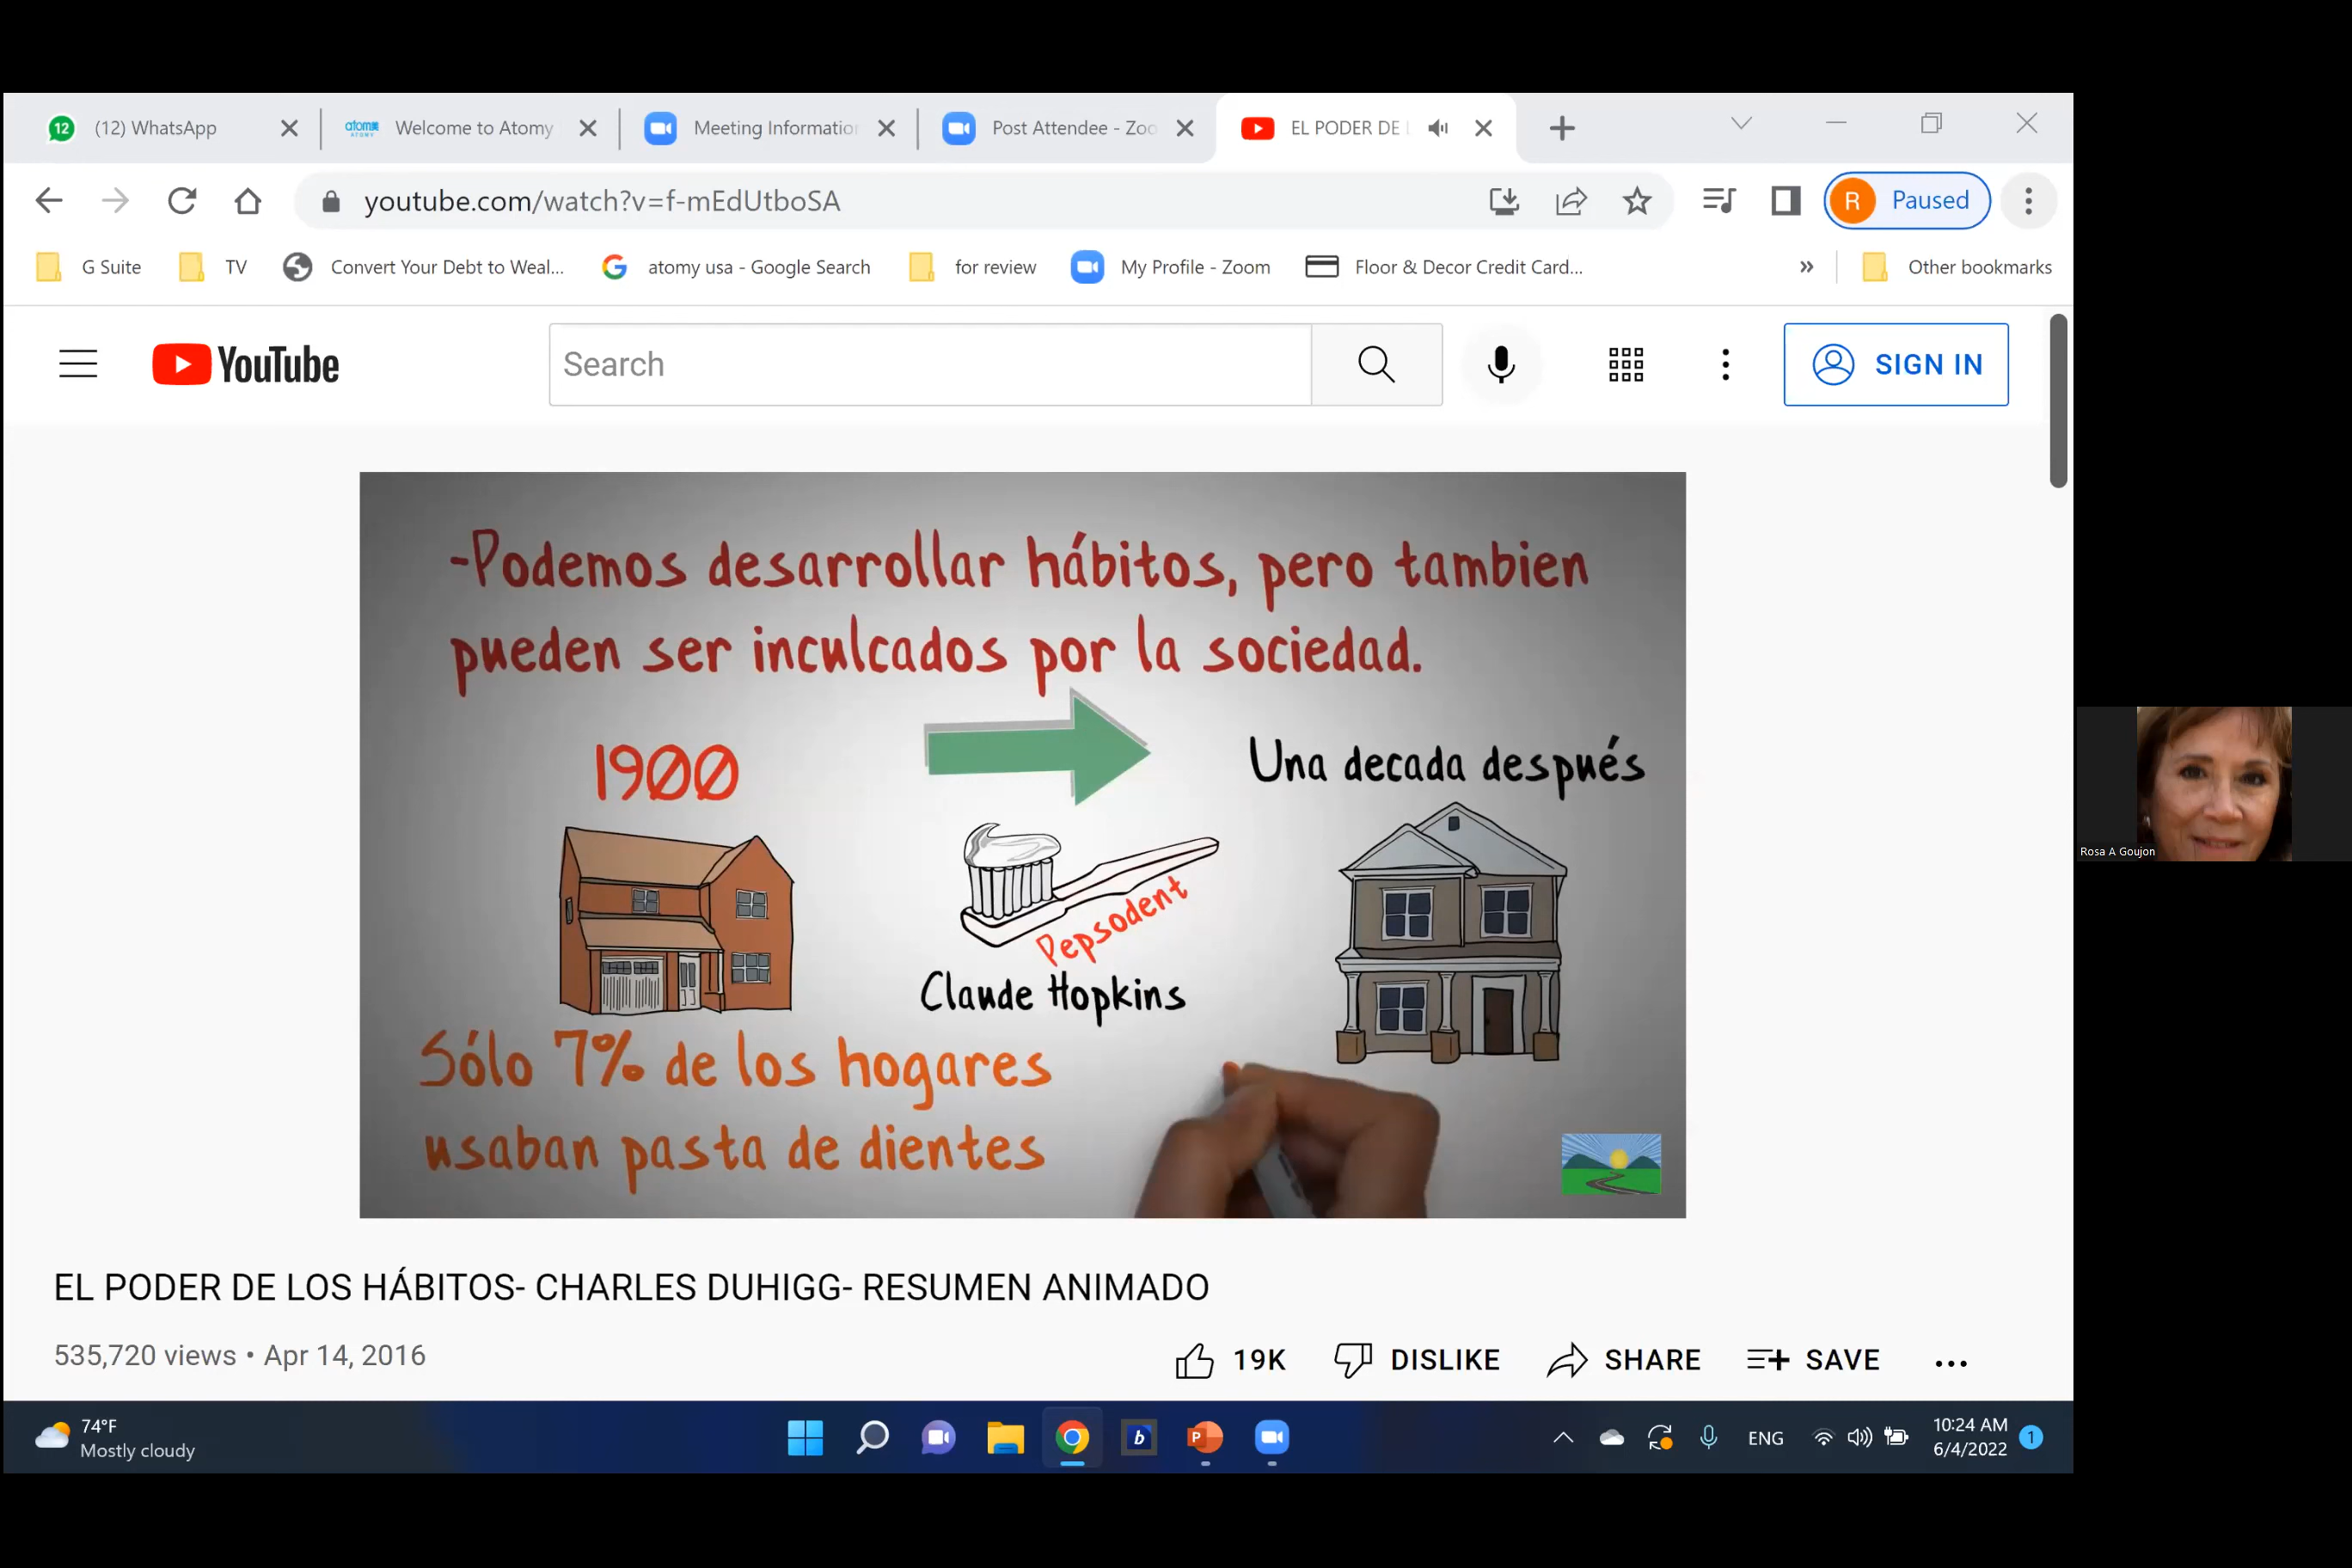 12 (12) WhatsApp
atomy ATOMY Welcome to Atomy
Meeting Information
Post Attendee - Zoo
EL PODER DE L
youtube.com/watch?v=f-mEdUtboSA
R Paused
G Suite
TV
Convert Your Debt to Weal...
atomy usa - Google Search
for review
My Profile - Zoom
Floor & Decor Credit Card...
»
Other bookmarks
YouTube
Search
SIGN IN
-Podemos desarrollar hábitos, pero tambien
pueden ser inculcados por la sociedad.
1900
Una decada después
Pepsodent
Claude Hopkins
Sólo 7% de los hogares
usaban pasta de dientes
Rosa A Goujon
EL PODER DE LOS HÁBITOS- CHARLES DUHIGG- RESUMEN ANIMADO
535,720 views • Apr 14, 2016
19K
DISLIKE
SHARE
SAVE
...
74°F
Mostly cloudy
b
P
ENG
10:24 AM
6/4/2022
1